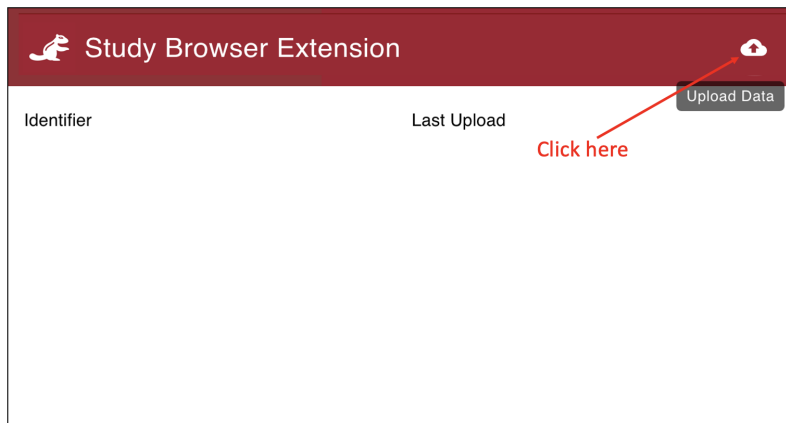 Study Browser Extension
Upload Data
Identifier
Last Upload
Click here